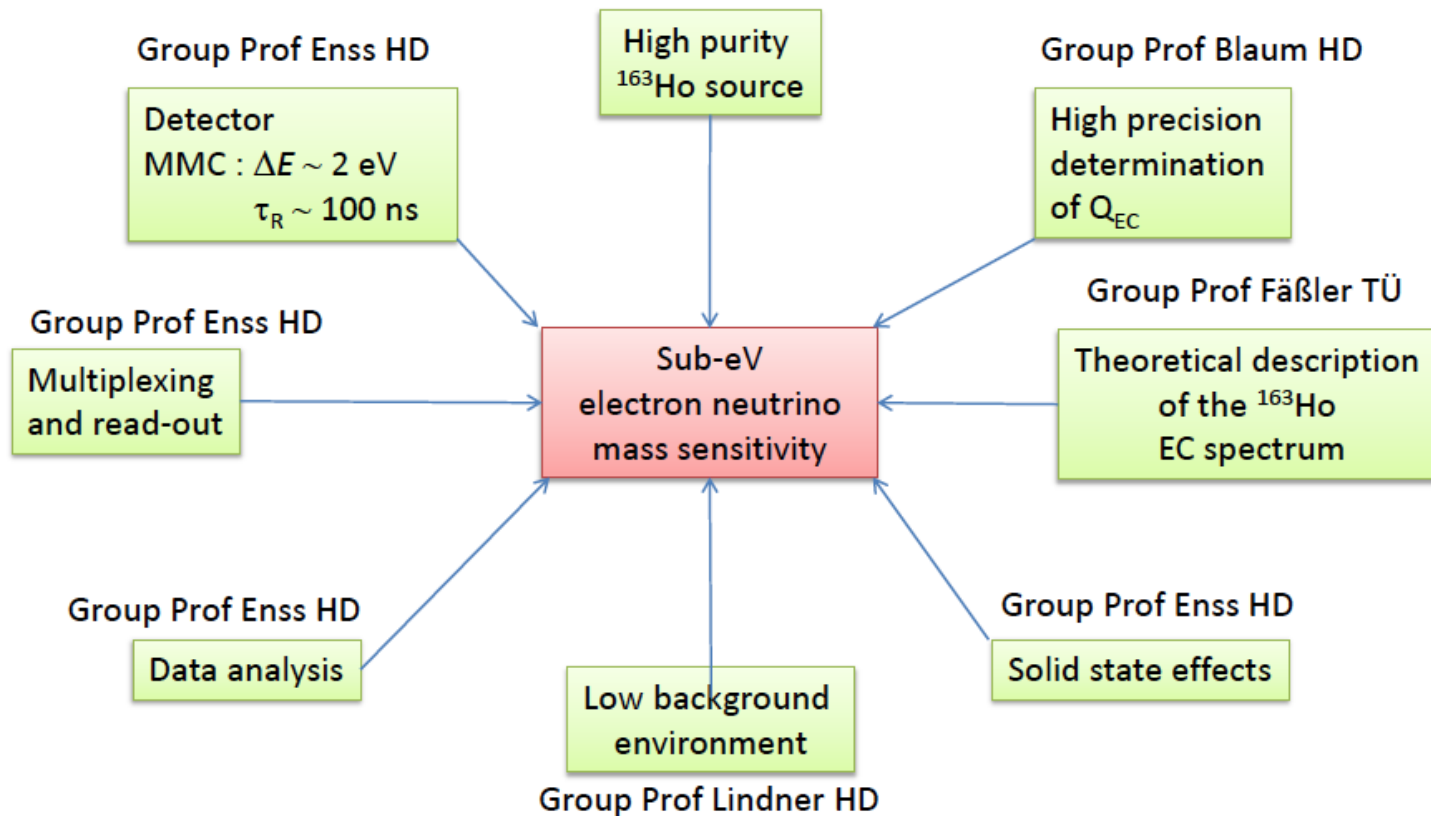 Group Prof Enss HD
Detector
MMC : ΔE ~ 2 eV
τR ~ 100 ns
High purity
¹⁶³Ho source
Group Prof Blaum HD
High precision
determination
of QEC
Group Prof Enss HD
Multiplexing
and read-out
Sub-eV
electron neutrino
mass sensitivity
Group Prof Fäßler TÜ
Theoretical description
of the ¹⁶³Ho
EC spectrum
Group Prof Enss HD
Data analysis
Low background
environment
Group Prof Lindner HD
Group Prof Enss HD
Solid state effects